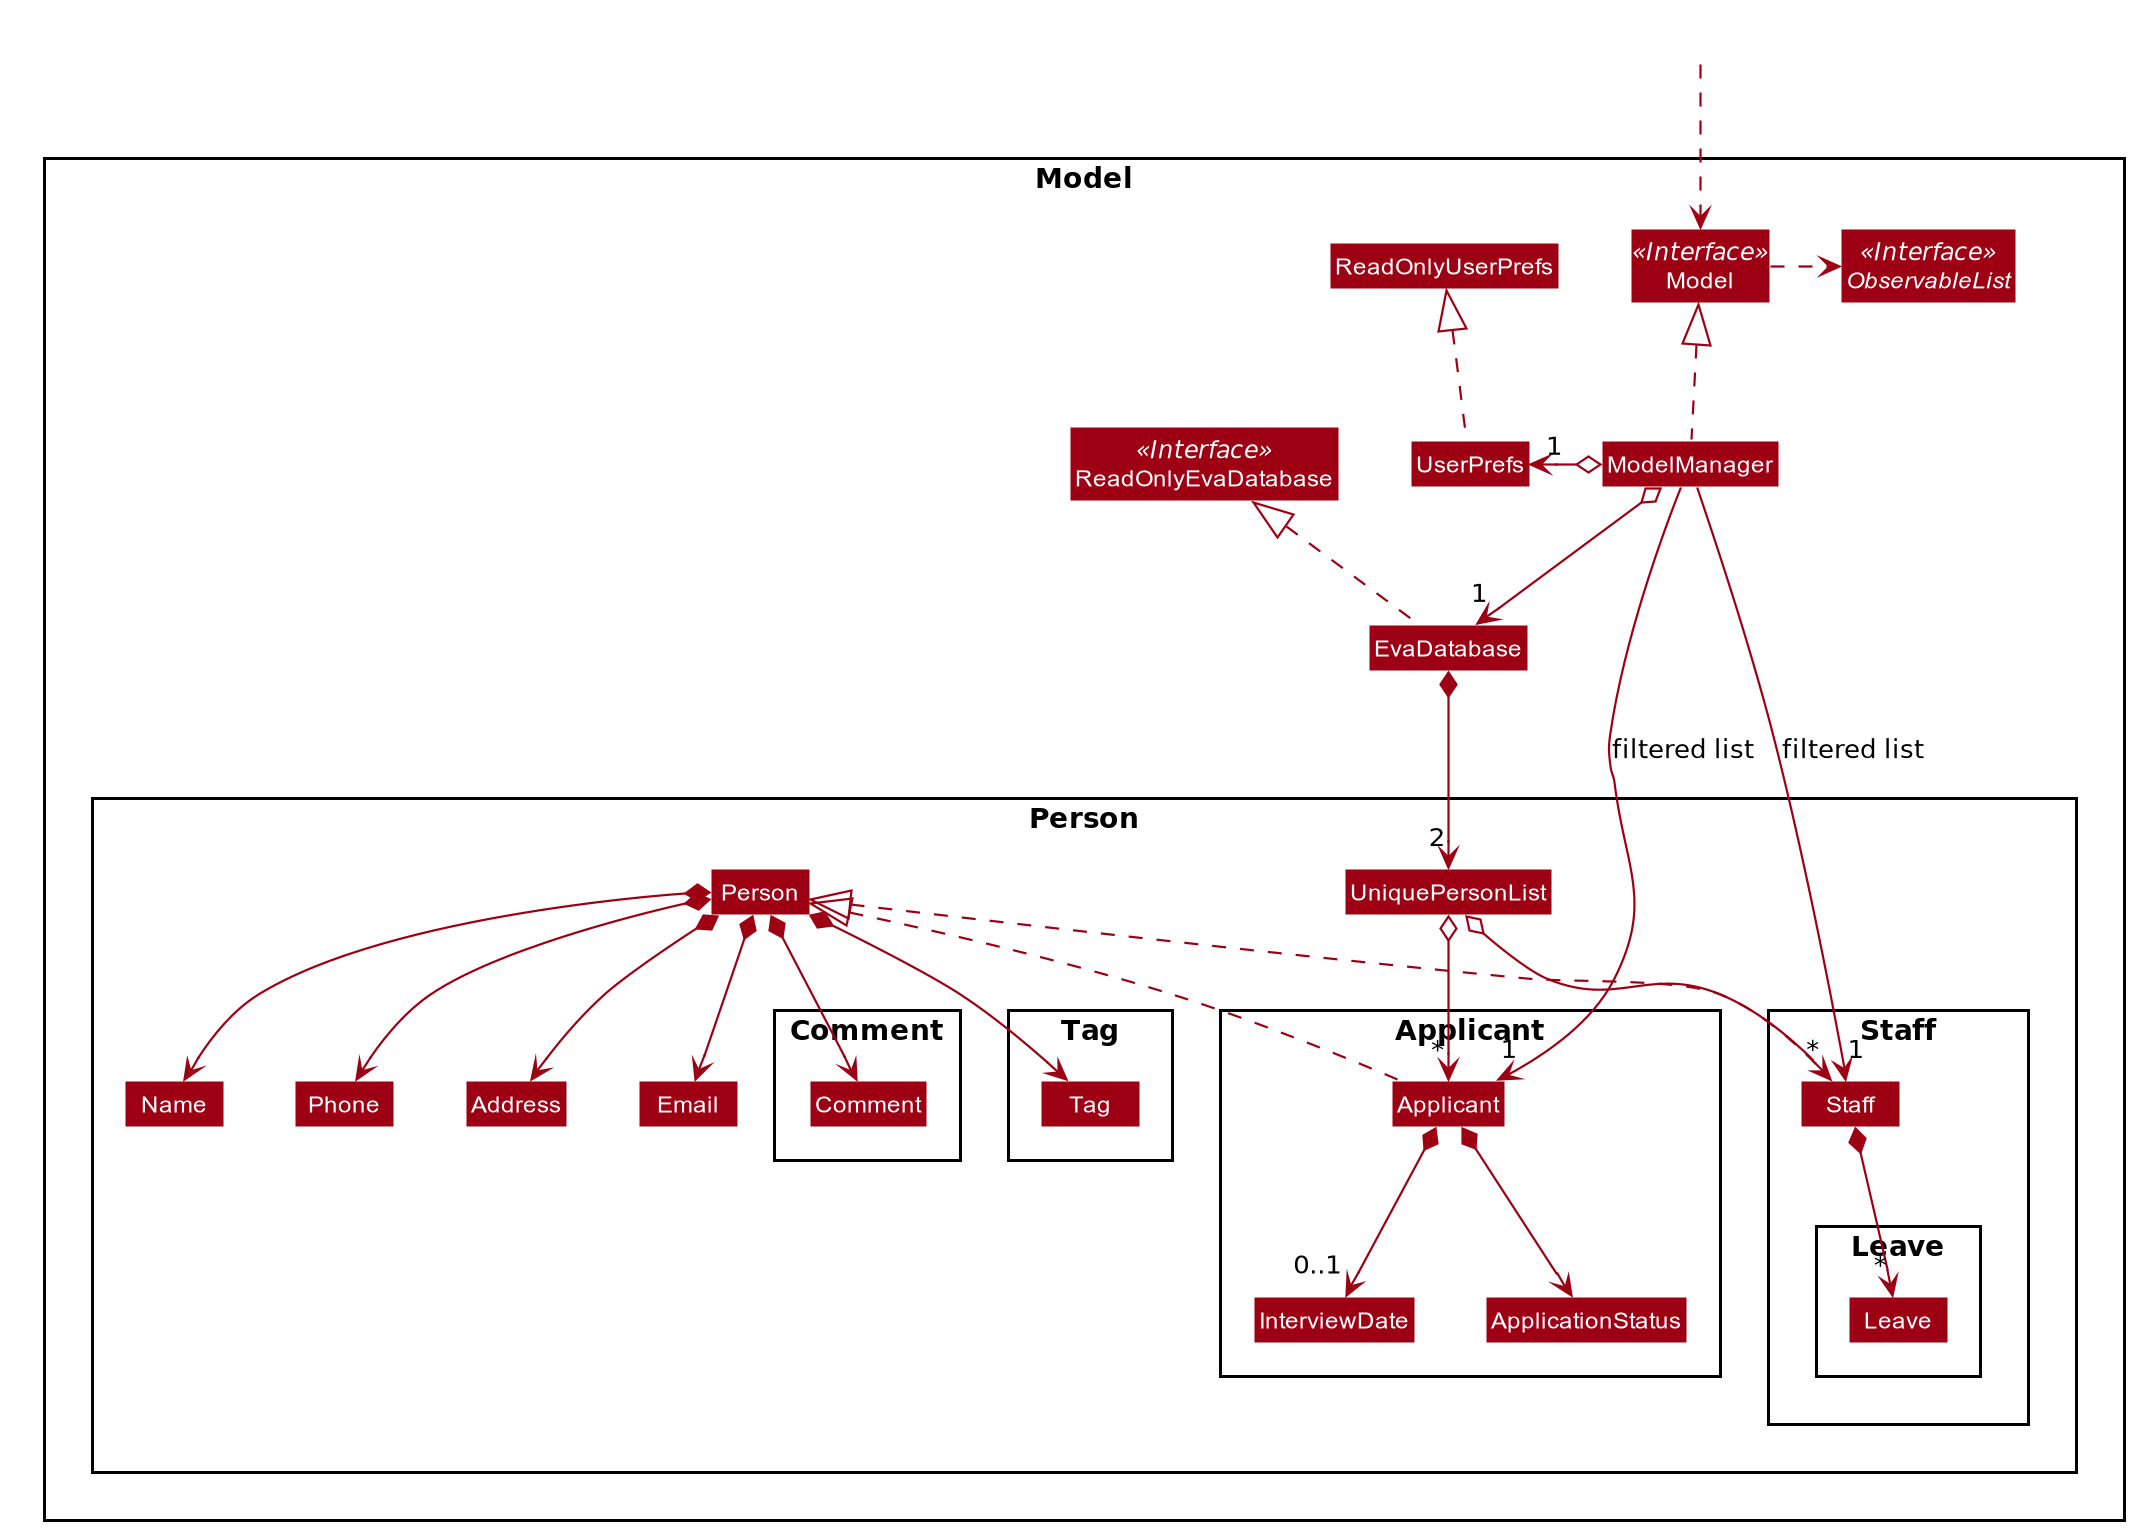 Model
«Interface»
Model
«Interface»
ObservableList
ReadOnlyUserPrefs
«Interface»
ReadOnlyEvaDatabase
UserPrefs
1
ModelManager
1
EvaDatabase
filtered list
filtered list
Person
2
Person
UniquePersonList
Comment
Tag
Applicant
Staff
*
1
*
1
Name
Phone
Address
Email
Comment
Tag
Applicant
Staff
Leave
0..1
*
InterviewDate
ApplicationStatus
Leave